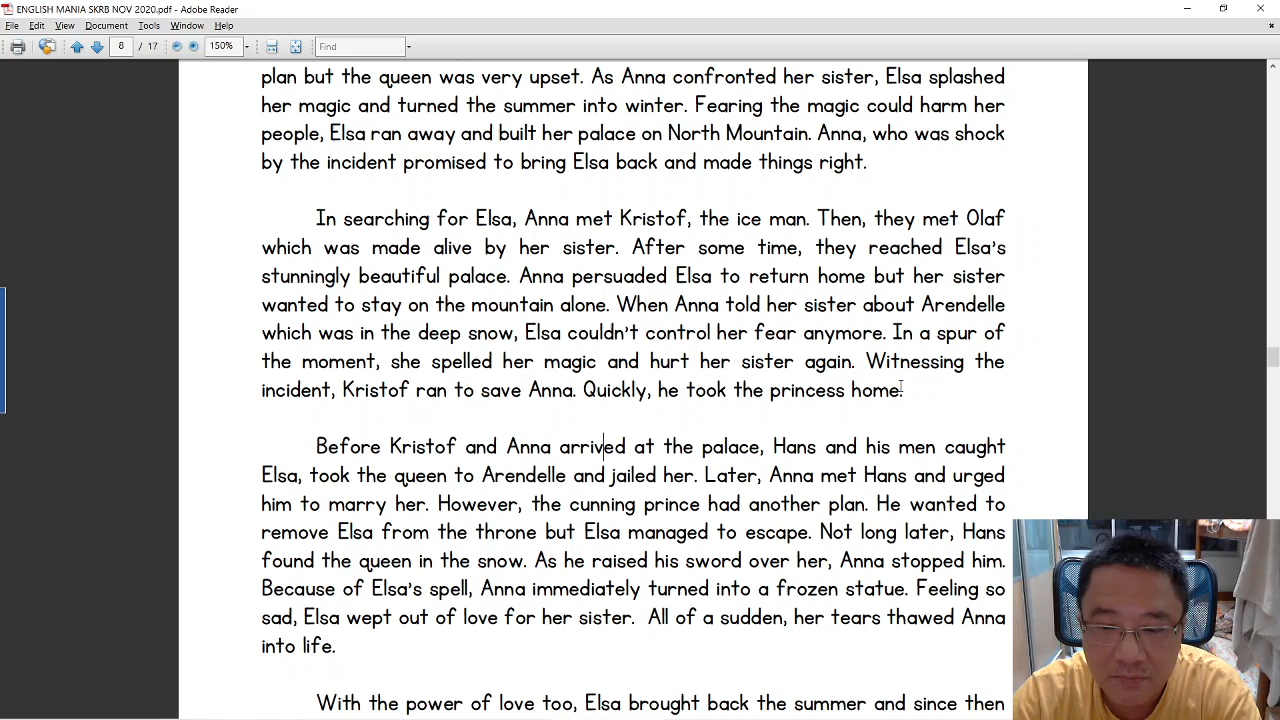 ENGLISH MANIA SKRB NOV 2020.pdf - Adobe Reader
File Edit View Document Tools Window Help
8 / 17 150% Find
plan but the queen was very upset. As Anna confronted her sister, Elsa splashed
her magic and turned the summer into winter. Fearing the magic could harm her
people, Elsa ran away and built her palace on North Mountain. Anna, who was shock
by the incident promised to bring Elsa back and made things right.
In searching for Elsa, Anna met Kristof, the ice man. Then, they met Olaf
which was made alive by her sister. After some time, they reached Elsa's
stunningly beautiful palace. Anna persuaded Elsa to return home but her sister
wanted to stay on the mountain alone. When Anna told her sister about Arendelle
which was in the deep snow, Elsa couldn't control her fear anymore. In a spur of
the moment, she spelled her magic and hurt her sister again. Witnessing the
incident, Kristof ran to save Anna. Quickly, he took the princess home.
Before Kristof and Anna arrived at the palace, Hans and his men caught
Elsa, took the queen to Arendelle and jailed her. Later, Anna met Hans and urged
him to marry her. However, the cunning prince had another plan. He wanted to
remove Elsa from the throne but Elsa managed to escape. Not long later, Hans
found the queen in the snow. As he raised his sword over her, Anna stopped him.
Because of Elsa's spell, Anna immediately turned into a frozen statue. Feeling so
sad, Elsa wept out of love for her sister. All of a sudden, her tears thawed Anna
into life.
With the power of love too, Elsa brought back the summer and since then